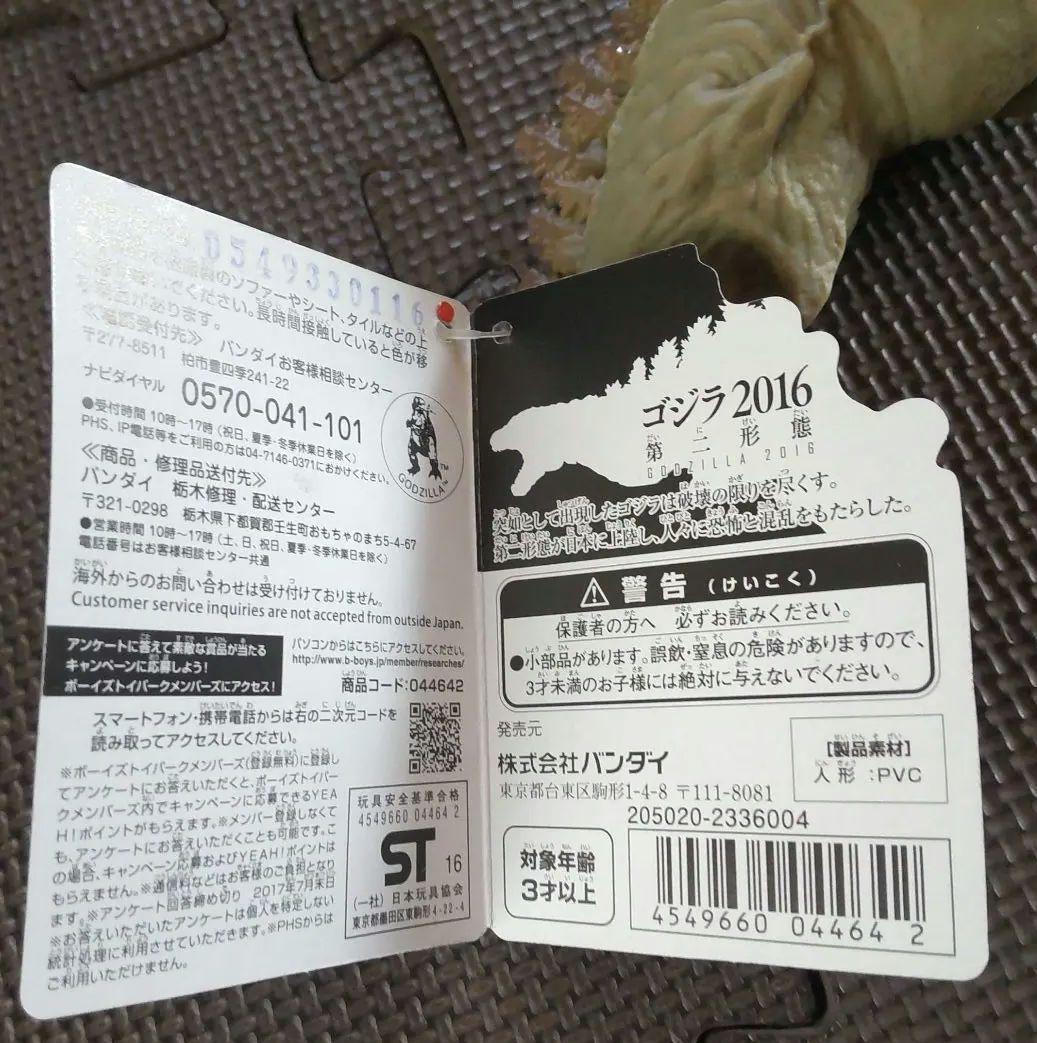 0549330116
のソファーやシート、タイルなどの上
ください。長時間接触していると色が移
があります。
≪電話受付先≫ バンダイお客様相談センター
〒277-8511 柏市豊四季241-22
ナビダイヤル 0570-041-101
●受付時間 10時〜17時(祝日、夏季・冬季休業日を除く)
PHS、IP電話等をご利用の方は04-7146-0371におかけください。
GODZILLA™
≪商品・修理品送付先≫
バンダイ 栃木修理・配送センター
〒321-0298 栃木県下都賀郡壬生町おもちゃのまち5-4-67
●営業時間 10時〜17時(土、日、祝日、夏季・冬季休業日を除く)
電話番号はお客様相談センター共通
海外からのお問い合わせは受け付けておりません。
Customer service inquiries are not accepted from outside Japan.
アンケートに答えて素敵な賞品が当たる
キャンペーンに応募しよう!
ボーイズトイパークメンバーズにアクセス!
パソコンからはこちらにアクセスしてください。
http://www.b-boys.jp/member/researches/
商品コード:044642
スマートフォン・携帯電話からは右の二次元コードを
読み取ってアクセスしてください。
※ボーイズトイパークメンバーズ(登録無料)に登録し
てアンケートにお答えいただくと、ボーイズトイパー
クメンバーズ内でキャンペーンに応募できるYEA
H!ポイントがもらえます。※メンバー登録しなくて
も、アンケートにお答えいただくことも可能です。こ
の場合、キャンペーン応募およびYEAH!ポイントは
もらえません。※通信料などはお客様のご負担となり
ます。※アンケート回答締め切り 2017年7月末日
※お答えいただいたアンケートは個人を特定しない
統計処理に利用させていただきます。※PHSからは
ご利用いただけません。
玩具安全基準合格
4549660 04464 2
ST 16
(一社) 日本玩具協会
東京都墨田区東駒形4-22-4
ゴジラ2016
第二形態
GODZILLA 2016
突如として出現したゴジラは破壊の限りを尽くす。
第二形態が日本に上陸し、人々に恐怖と混乱をもたらした。
警告(けいこく)
保護者の方へ 必ずお読みください。
●小部品があります。誤飲・窒息の危険がありますので、
3才未満のお子様には絶対に与えないでください。
発売元
株式会社バンダイ
東京都台東区駒形1-4-8 〒111-8081
[製品素材]
人形:PVC
205020-2336004
対象年齢
3才以上
4549660 04464 2